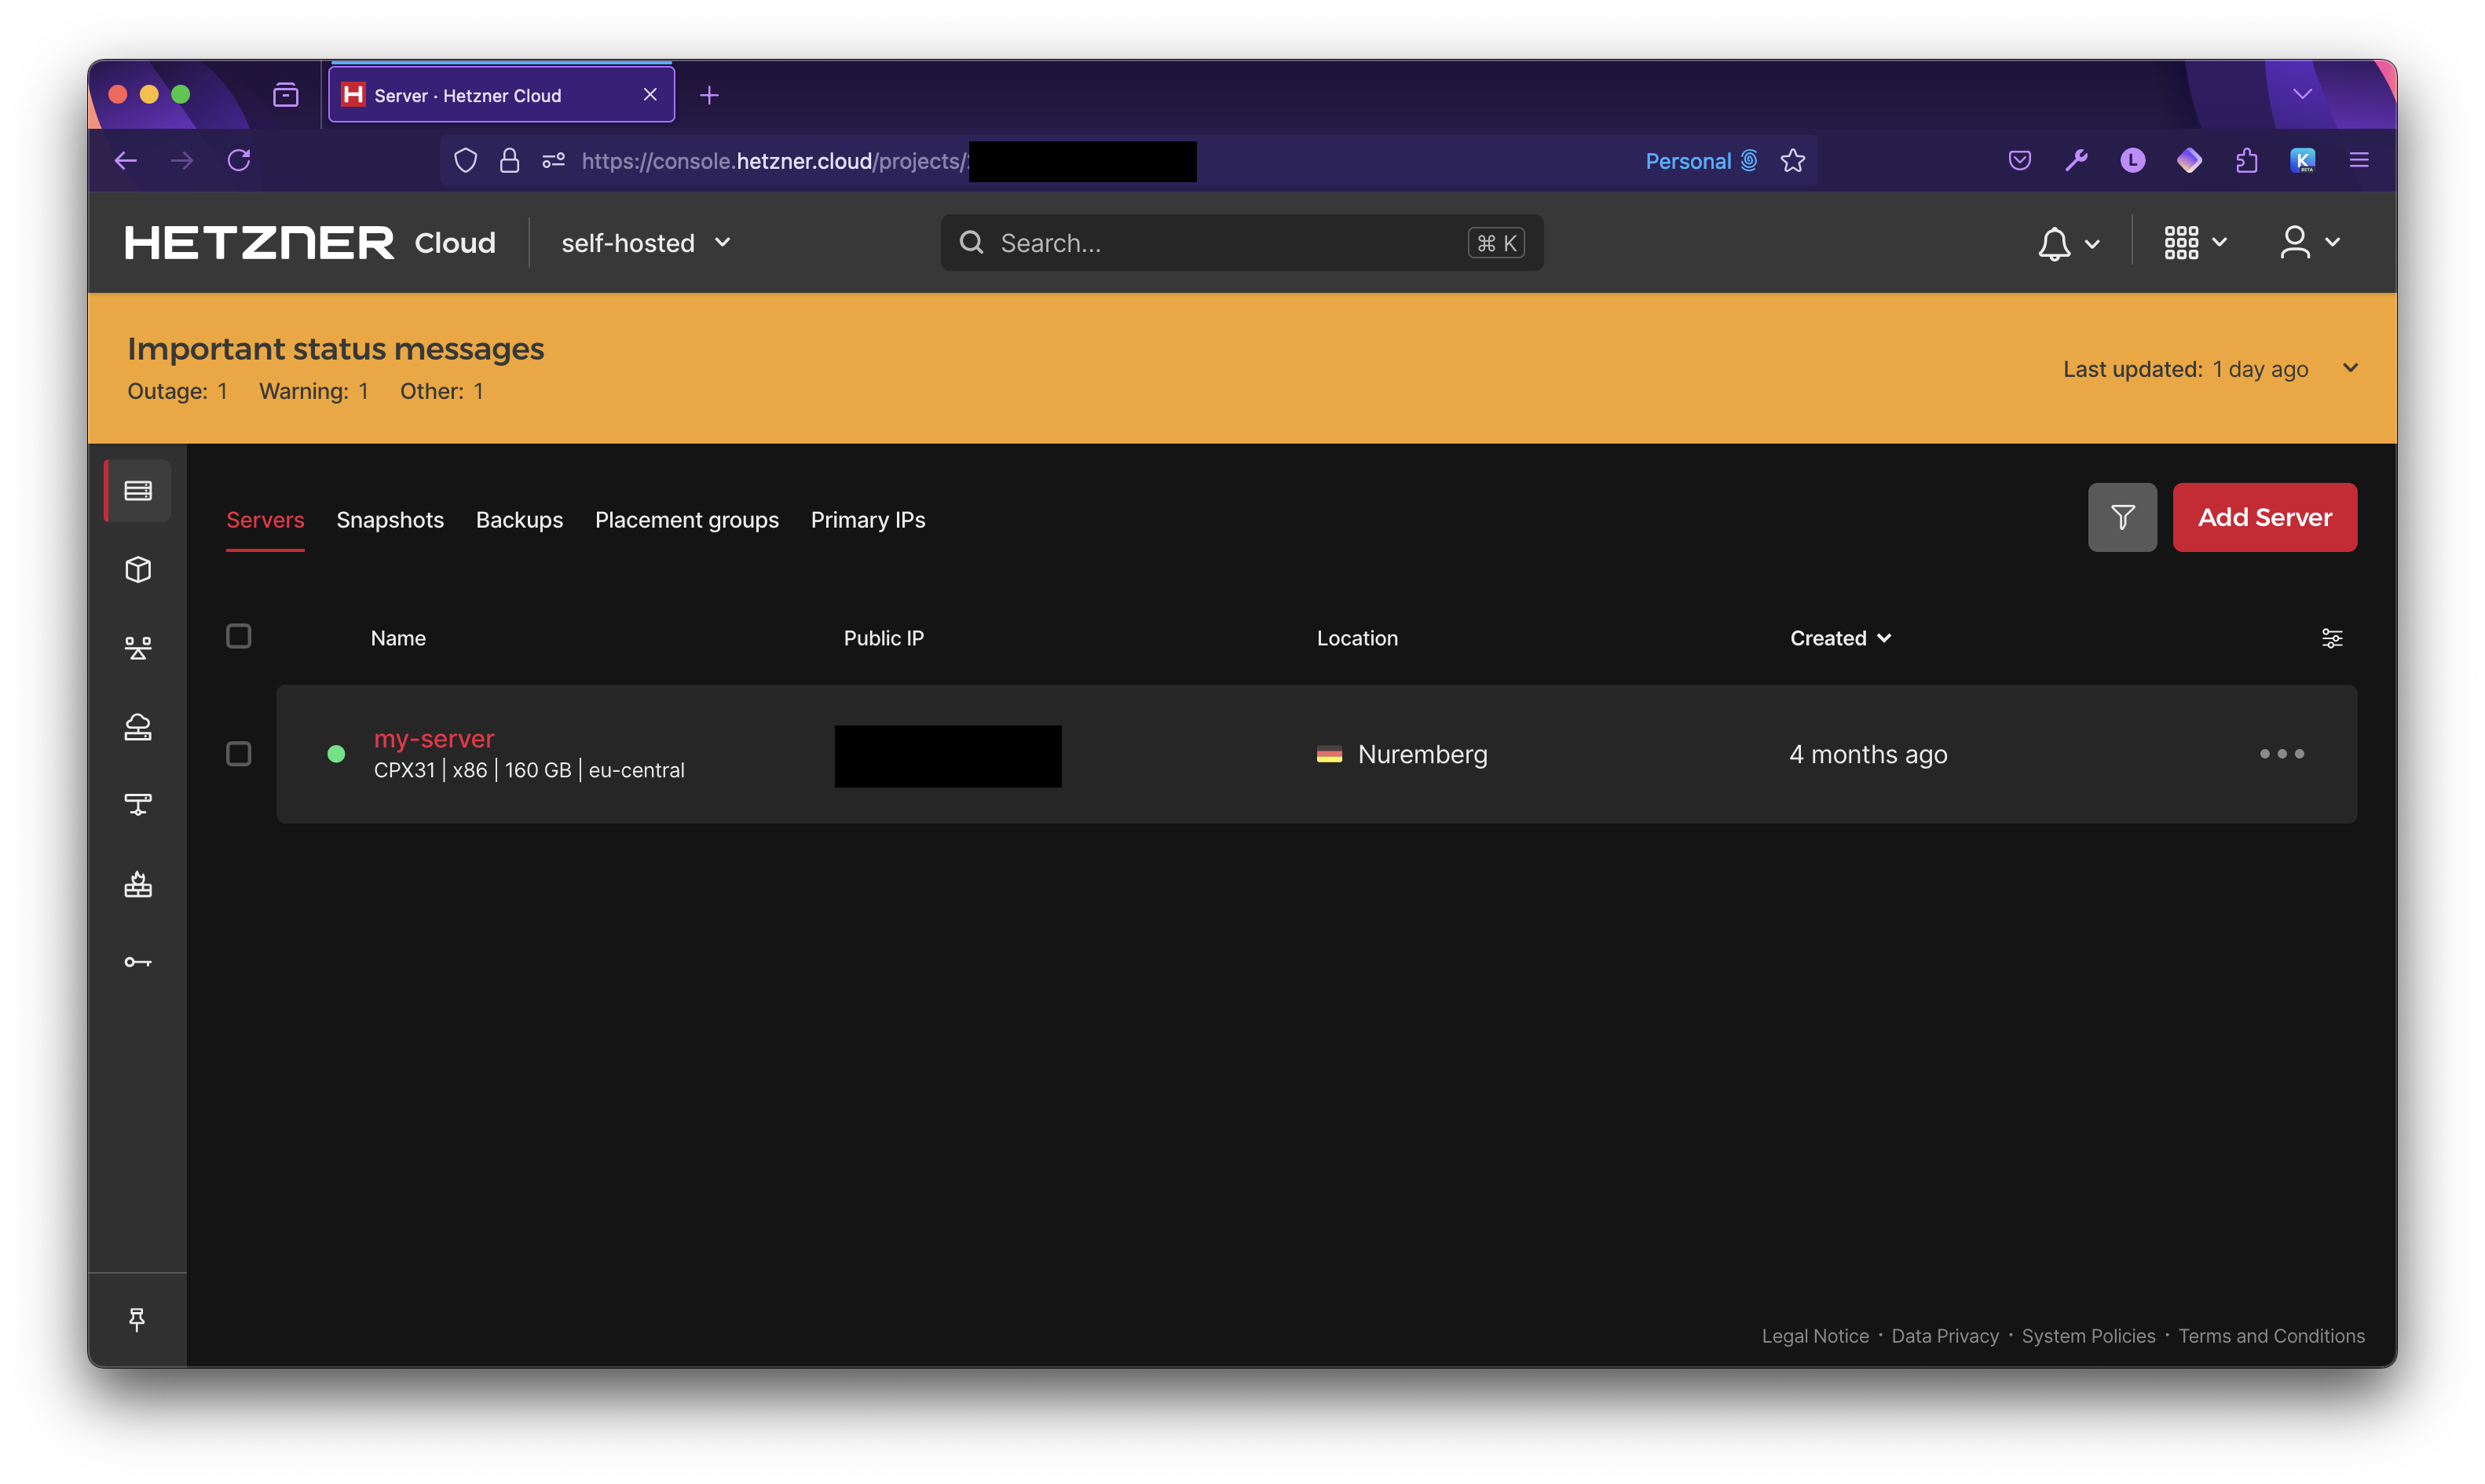 Server · Hetzner Cloud
https://console.hetzner.cloud/projects/
Personal
L
K
BETA
HETZNER Cloud
self-hosted
Search...
⌘ K
Important status messages
Outage: 1 Warning: 1 Other: 1
Last updated: 1 day ago
Servers Snapshots Backups Placement groups Primary IPs
Add Server
Name Public IP Location Created
my-server
CPX31 | x86 | 160 GB | eu-central
Nuremberg
4 months ago
Legal Notice · Data Privacy · System Policies · Terms and Conditions